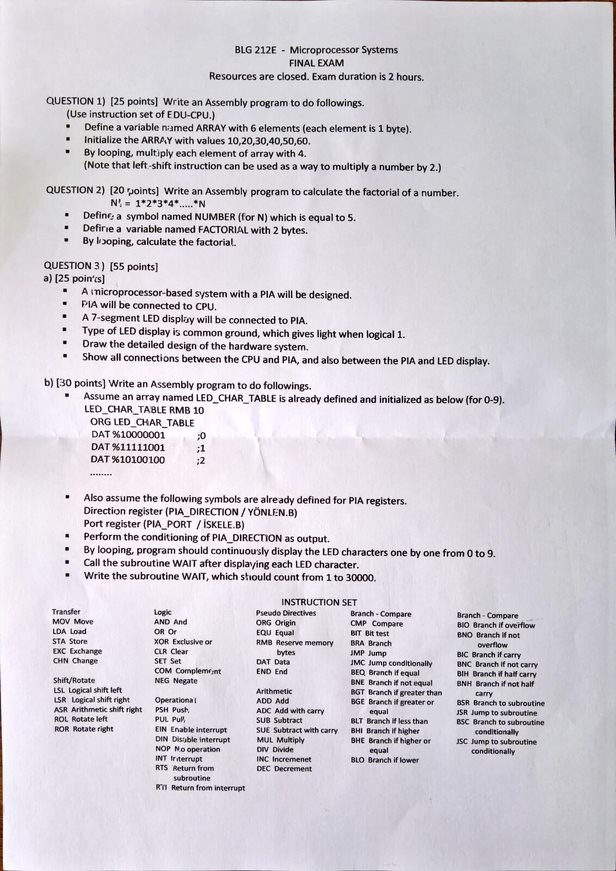 BLG 212E - Microprocessor Systems
FINAL EXAM
Resources are closed. Exam duration is 2 hours.
QUESTION 1) [25 points] Write an Assembly program to do followings.
(Use instruction set of EDU-CPU.)
▪ Define a variable named ARRAY with 6 elements (each element is 1 byte).
▪ Initialize the ARRAY with values 10,20,30,40,50,60.
▪ By looping, multiply each element of array with 4.
(Note that left-shift instruction can be used as a way to multiply a number by 2.)
QUESTION 2) [20 points] Write an Assembly program to calculate the factorial of a number.
N! = 1*2*3*4*.....*N
▪ Define a symbol named NUMBER (for N) which is equal to 5.
▪ Define a variable named FACTORIAL with 2 bytes.
▪ By looping, calculate the factorial.
QUESTION 3) [55 points]
a) [25 points]
▪ A microprocessor-based system with a PIA will be designed.
▪ PIA will be connected to CPU.
▪ A 7-segment LED display will be connected to PIA.
▪ Type of LED display is common ground, which gives light when logical 1.
▪ Draw the detailed design of the hardware system.
▪ Show all connections between the CPU and PIA, and also between the PIA and LED display.
b) [30 points] Write an Assembly program to do followings.
▪ Assume an array named LED_CHAR_TABLE is already defined and initialized as below (for 0-9).
LED_CHAR_TABLE RMB 10
ORG LED_CHAR_TABLE
DAT %10000001 ;0
DAT %11111001 ;1
DAT %10100100 ;2
........
▪ Also assume the following symbols are already defined for PIA registers.
Direction register (PIA_DIRECTION / YÖNLEN.B)
Port register (PIA_PORT / İSKELE.B)
▪ Perform the conditioning of PIA_DIRECTION as output.
▪ By looping, program should continuously display the LED characters one by one from 0 to 9.
▪ Call the subroutine WAIT after displaying each LED character.
▪ Write the subroutine WAIT, which should count from 1 to 30000.
INSTRUCTION SET
Transfer
MOV Move
LDA Load
STA Store
EXC Exchange
CHN Change
Shift/Rotate
LSL Logical shift left
LSR Logical shift right
ASR Arithmetic shift right
ROL Rotate left
ROR Rotate right
Logic
AND And
OR Or
XOR Exclusive or
CLR Clear
SET Set
COM Complement
NEG Negate
Operational
PSH Push
PUL Pull
EIN Enable interrupt
DIN Disable interrupt
NOP No operation
INT Interrupt
RTS Return from
subroutine
RTI Return from interrupt
Pseudo Directives
ORG Origin
EQU Equal
RMB Reserve memory
bytes
DAT Data
END End
Arithmetic
ADD Add
ADC Add with carry
SUB Subtract
SUE Subtract with carry
MUL Multiply
DIV Divide
INC Incremenet
DEC Decrement
Branch - Compare
CMP Compare
BIT Bit test
BRA Branch
JMP Jump
JMC Jump conditionally
BEQ Branch if equal
BNE Branch if not equal
BGT Branch if greater than
BGE Branch if greater or
equal
BLT Branch if less than
BHI Branch if higher
BHE Branch if higher or
equal
BLO Branch if lower
Branch - Compare
BIO Branch if overflow
BNO Branch if not
overflow
BIC Branch if carry
BNC Branch if not carry
BIH Branch if half carry
BNH Branch if not half
carry
BSR Branch to subroutine
JSR Jump to subroutine
BSC Branch to subroutine
conditionally
JSC Jump to subroutine
conditionally